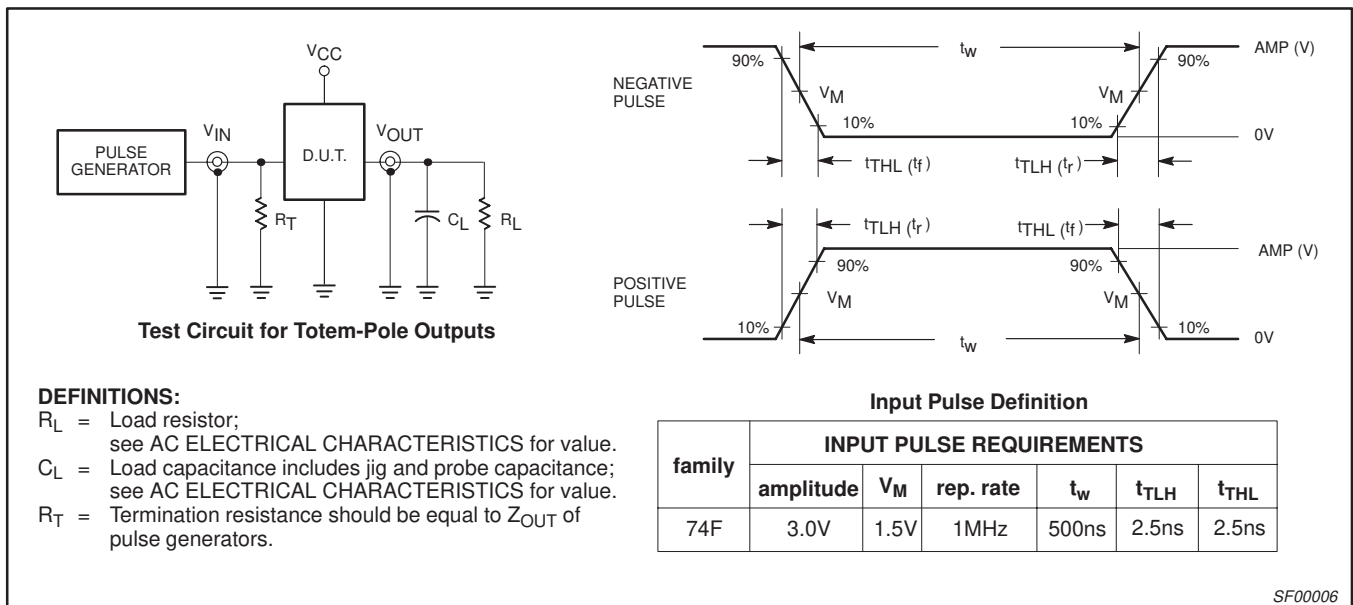 VCC
VIN
VOUT
PULSE
GENERATOR
D.U.T.
RT
CL
RL
Test Circuit for Totem-Pole Outputs
NEGATIVE
PULSE
90%
tw
90%
AMP (V)
VM
VM
10%
10%
0V
tTHL (tf)
tTLH (tr)
tTLH (tr)
tTHL (tf)
AMP (V)
POSITIVE
PULSE
90%
90%
VM
VM
10%
10%
tw
0V
DEFINITIONS:
RL = Load resistor;
see AC ELECTRICAL CHARACTERISTICS for value.
CL = Load capacitance includes jig and probe capacitance;
see AC ELECTRICAL CHARACTERISTICS for value.
RT = Termination resistance should be equal to ZOUT of
pulse generators.
Input Pulse Definition
family
INPUT PULSE REQUIREMENTS
amplitude VM rep. rate tw tTLH tTHL
74F 3.0V 1.5V 1MHz 500ns 2.5ns 2.5ns
SF00006